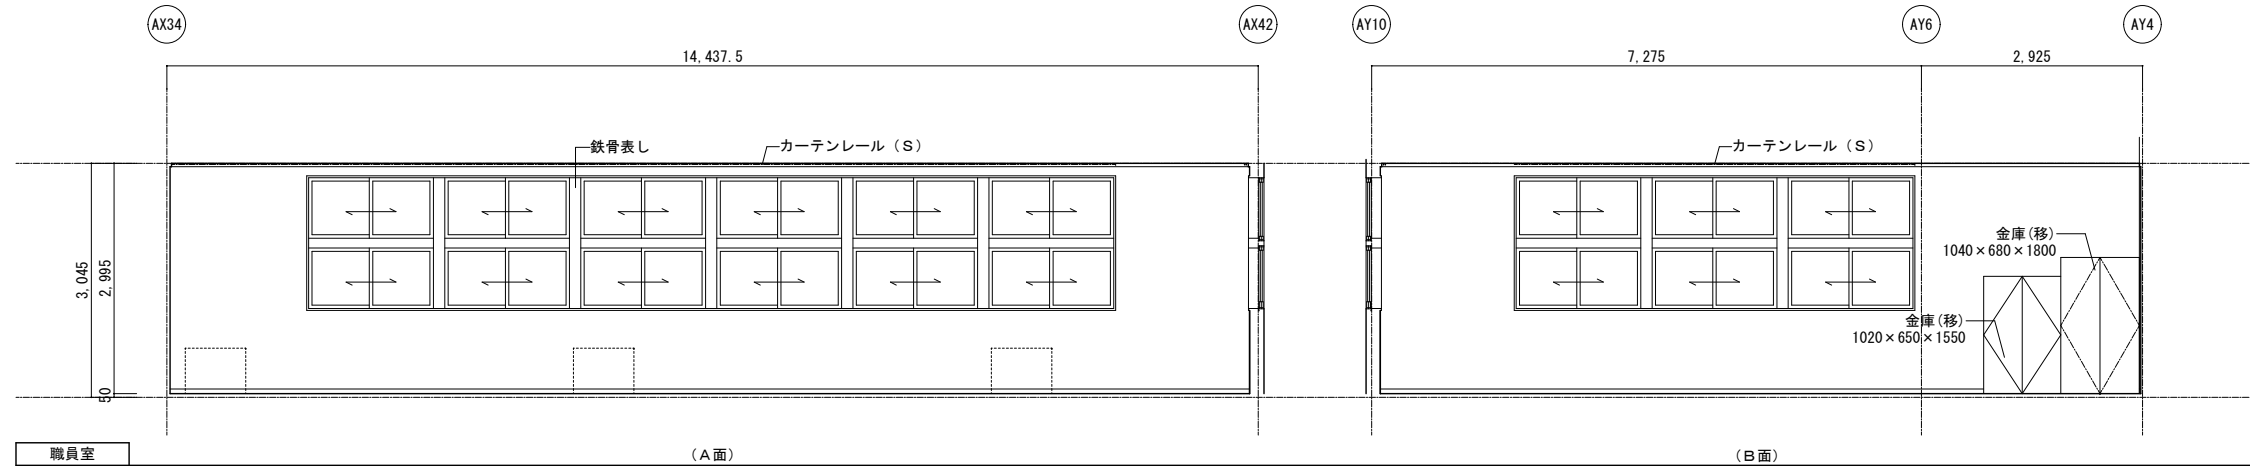 AX34
AX42
AY10
AY6
AY4
14,437.5
7,275
2,925
鉄骨表し
カーテンレール（S）
カーテンレール（S）
金庫(移)
1040×680×1800
金庫(移)
1020×650×1550
3,045
2,995
50
職員室
（A面）
（B面）